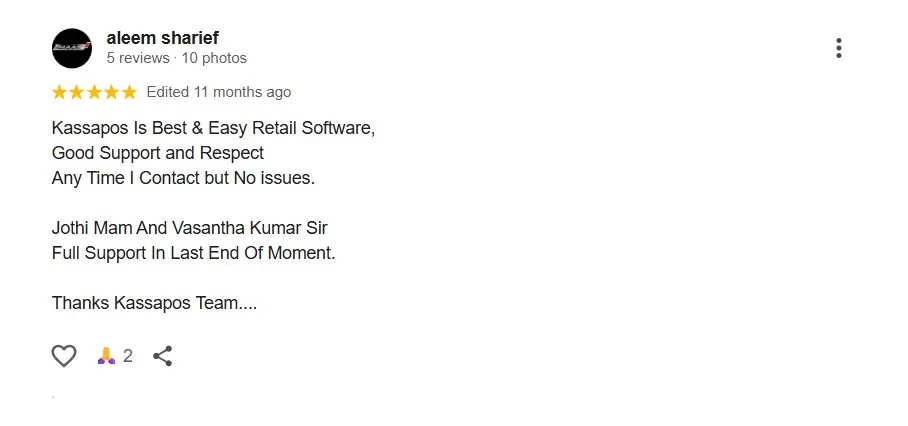 aleem sharief
5 reviews · 10 photos
Edited 11 months ago
Kassapos Is Best & Easy Retail Software,
Good Support and Respect
Any Time I Contact but No issues.
Jothi Mam And Vasantha Kumar Sir
Full Support In Last End Of Moment.
Thanks Kassapos Team....
2